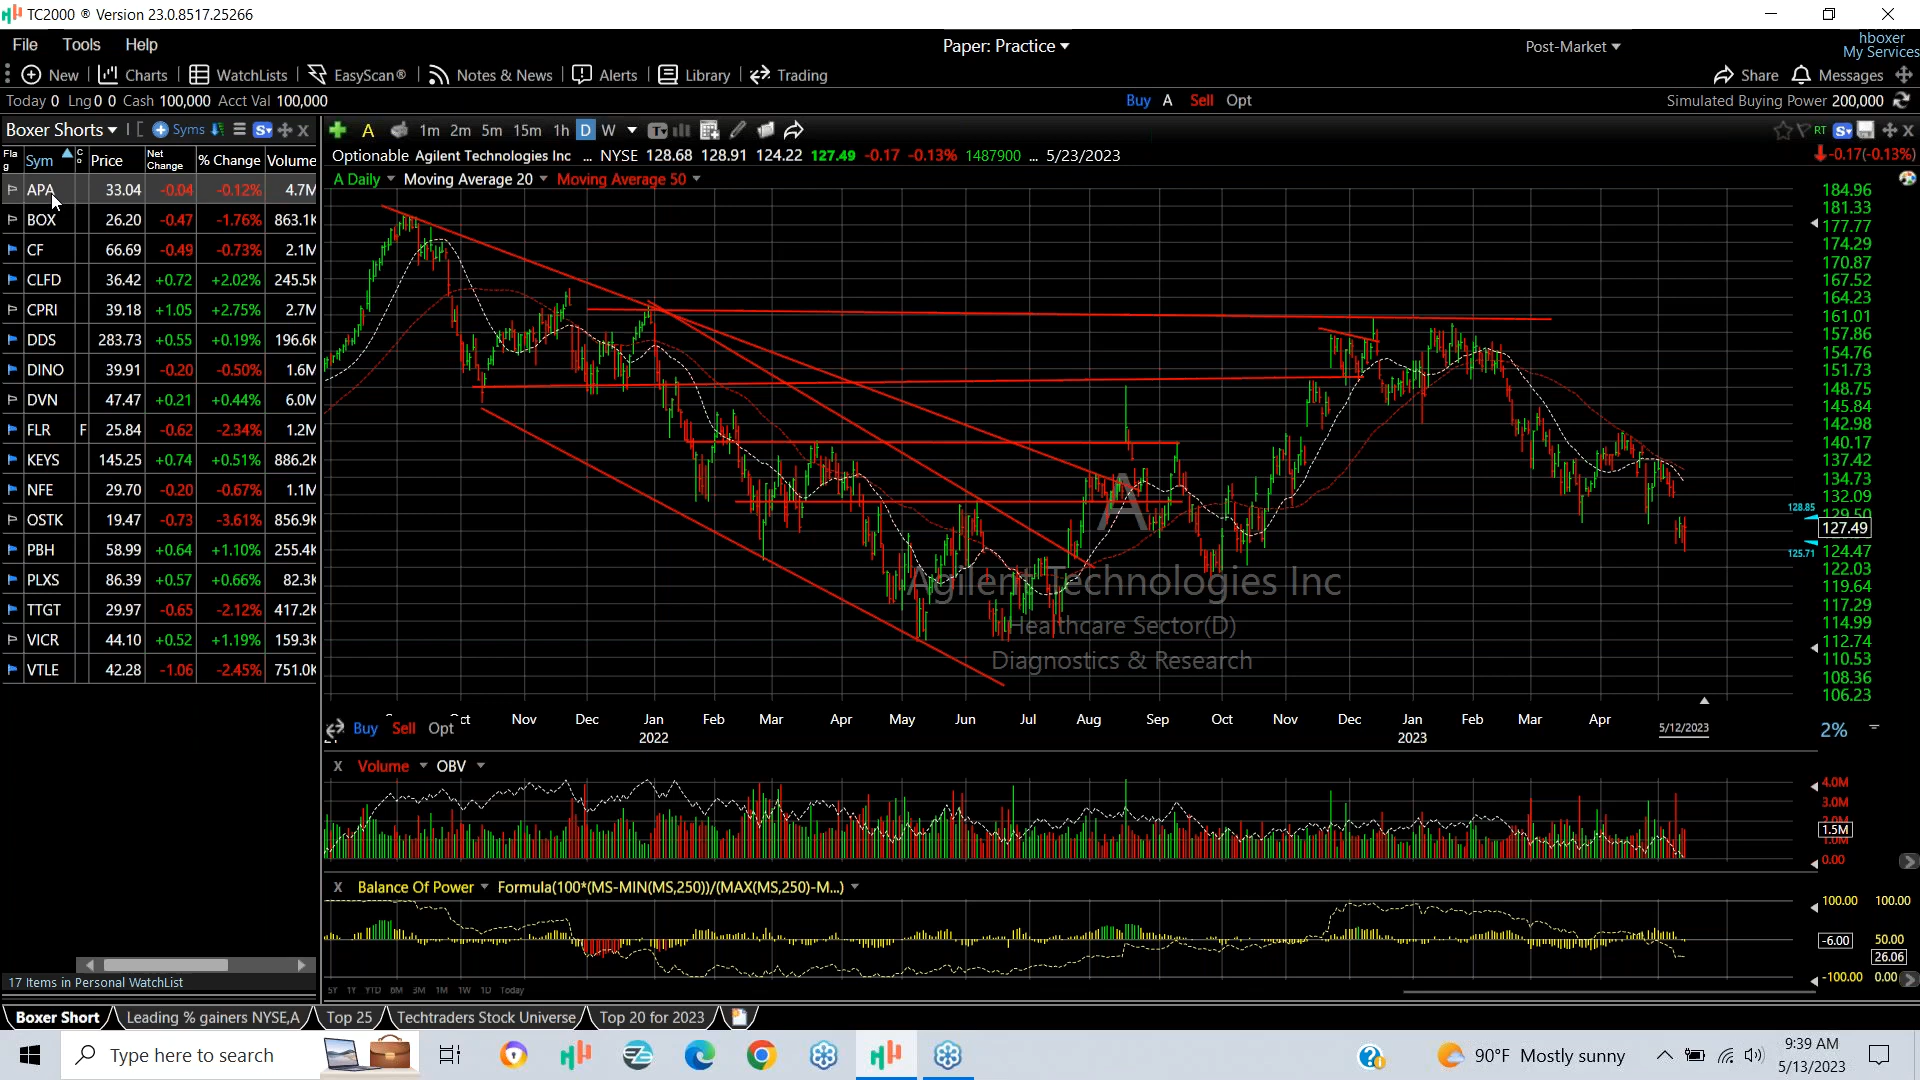 TC2000 ® Version 23.0.8517.25266
File Tools Help
Paper: Practice
Post-Market
hboxer
My Services
New Charts WatchLists EasyScan® Notes & News Alerts Library Trading
Share Messages
Today 0 Lng 0 0 Cash 100,000 Acct Val 100,000
Buy A Sell Opt
Simulated Buying Power 200,000
Boxer Shorts Syms
A 1m 2m 5m 15m 1h D W
RT
Flag Sym Co Price Net Change % Change Volume
Optionable Agilent Technologies Inc ... NYSE 128.68 128.91 124.22 127.49 -0.17 -0.13% 1487900 ... 5/23/2023
-0.17(-0.13%)
A Daily Moving Average 20 Moving Average 50
APA 33.04 -0.04 -0.12% 4.7M
BOX 26.20 -0.47 -1.76% 863.1K
CF 66.69 -0.49 -0.73% 2.1M
CLFD 36.42 +0.72 +2.02% 245.5K
CPRI 39.18 +1.05 +2.75% 2.7M
DDS 283.73 +0.55 +0.19% 196.6K
DINO 39.91 -0.20 -0.50% 1.6M
DVN 47.47 +0.21 +0.44% 6.0M
FLR F 25.84 -0.62 -2.34% 1.2M
KEYS 145.25 +0.74 +0.51% 886.2K
NFE 29.70 -0.20 -0.67% 1.1M
OSTK 19.47 -0.73 -3.61% 856.9K
PBH 58.99 +0.64 +1.10% 255.4K
PLXS 86.39 +0.57 +0.66% 82.3K
TTGT 29.97 -0.65 -2.12% 417.2K
VICR 44.10 +0.52 +1.19% 159.3K
VTLE 42.28 -1.06 -2.45% 751.0K
17 Items in Personal WatchList
184.96
181.33
177.77
174.29
170.87
167.52
164.23
161.01
157.86
154.76
151.73
148.75
145.84
142.98
140.17
137.42
134.73
132.09
129.50
127.49
124.47
122.03
119.64
117.29
114.99
112.74
110.53
108.36
106.23
128.85
125.71
A
Agilent Technologies Inc
Healthcare Sector(D)
Diagnostics & Research
Nov Dec Jan Feb Mar Apr May Jun Jul Aug Sep Oct Nov Dec Jan Feb Mar Apr
2022 2023
5/12/2023
2%
Buy Sell Opt
X Volume OBV
4.0M
3.0M
2.0M
1.5M
1.0M
0.00
X Balance Of Power Formula(100*(MS-MIN(MS,250))/(MAX(MS,250)-M...)
100.00 100.00
-6.00 50.00
26.06
-100.00 0.00
5Y 1Y YTD 6M 3M 1M 1W 1D Today
Boxer Short Leading % gainers NYSE,A Top 25 Techtraders Stock Universe Top 20 for 2023
Type here to search
90°F Mostly sunny
9:39 AM
5/13/2023